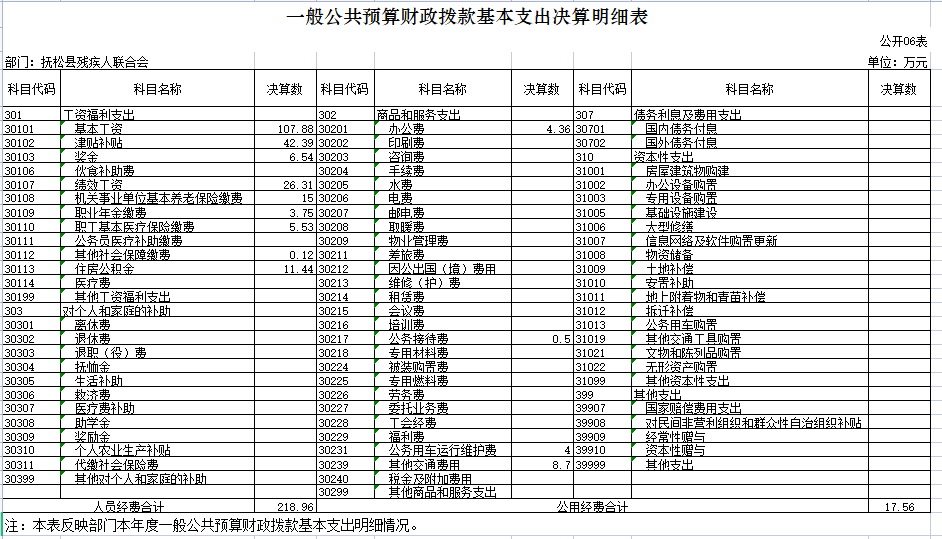 一般公共预算财政拨款基本支出决算明细表
公开06表
部门：抚松县残疾人联合会 单位：万元
科目代码 科目名称 决算数 科目代码 科目名称 决算数 科目代码 科目名称 决算数
301 工资福利支出 302 商品和服务支出 307 债务利息及费用支出
30101 基本工资 107.88 30201 办公费 4.36 30701 国内债务付息
30102 津贴补贴 42.39 30202 印刷费 30702 国外债务付息
30103 奖金 6.54 30203 咨询费 310 资本性支出
30106 伙食补助费 30204 手续费 31001 房屋建筑物购建
30107 绩效工资 26.31 30205 水费 31002 办公设备购置
30108 机关事业单位基本养老保险缴费 15 30206 电费 31003 专用设备购置
30109 职业年金缴费 3.75 30207 邮电费 31005 基础设施建设
30110 职工基本医疗保险缴费 5.53 30208 取暖费 31006 大型修缮
30111 公务员医疗补助缴费 30209 物业管理费 31007 信息网络及软件购置更新
30112 其他社会保障缴费 0.12 30211 差旅费 31008 物资储备
30113 住房公积金 11.44 30212 因公出国（境）费用 31009 土地补偿
30114 医疗费 30213 维修（护）费 31010 安置补助
30199 其他工资福利支出 30214 租赁费 31011 地上附着物和青苗补偿
303 对个人和家庭的补助 30215 会议费 31012 拆迁补偿
30301 离休费 30216 培训费 31013 公务用车购置
30302 退休费 30217 公务接待费 0.5 31019 其他交通工具购置
30303 退职（役）费 30218 专用材料费 31021 文物和陈列品购置
30304 抚恤金 30224 被装购置费 31022 无形资产购置
30305 生活补助 30225 专用燃料费 31099 其他资本性支出
30306 救济费 30226 劳务费 399 其他支出
30307 医疗费补助 30227 委托业务费 39907 国家赔偿费用支出
30308 助学金 30228 工会经费 39908 对民间非营利组织和群众性自治组织补贴
30309 奖励金 30229 福利费 39909 经常性赠与
30310 个人农业生产补贴 30231 公务用车运行维护费 4 39910 资本性赠与
30311 代缴社会保险费 30239 其他交通费用 8.7 39999 其他支出
30399 其他对个人和家庭的补助 30240 税金及附加费用
30299 其他商品和服务支出
人员经费合计 218.96 公用经费合计 17.56
注：本表反映部门本年度一般公共预算财政拨款基本支出明细情况。